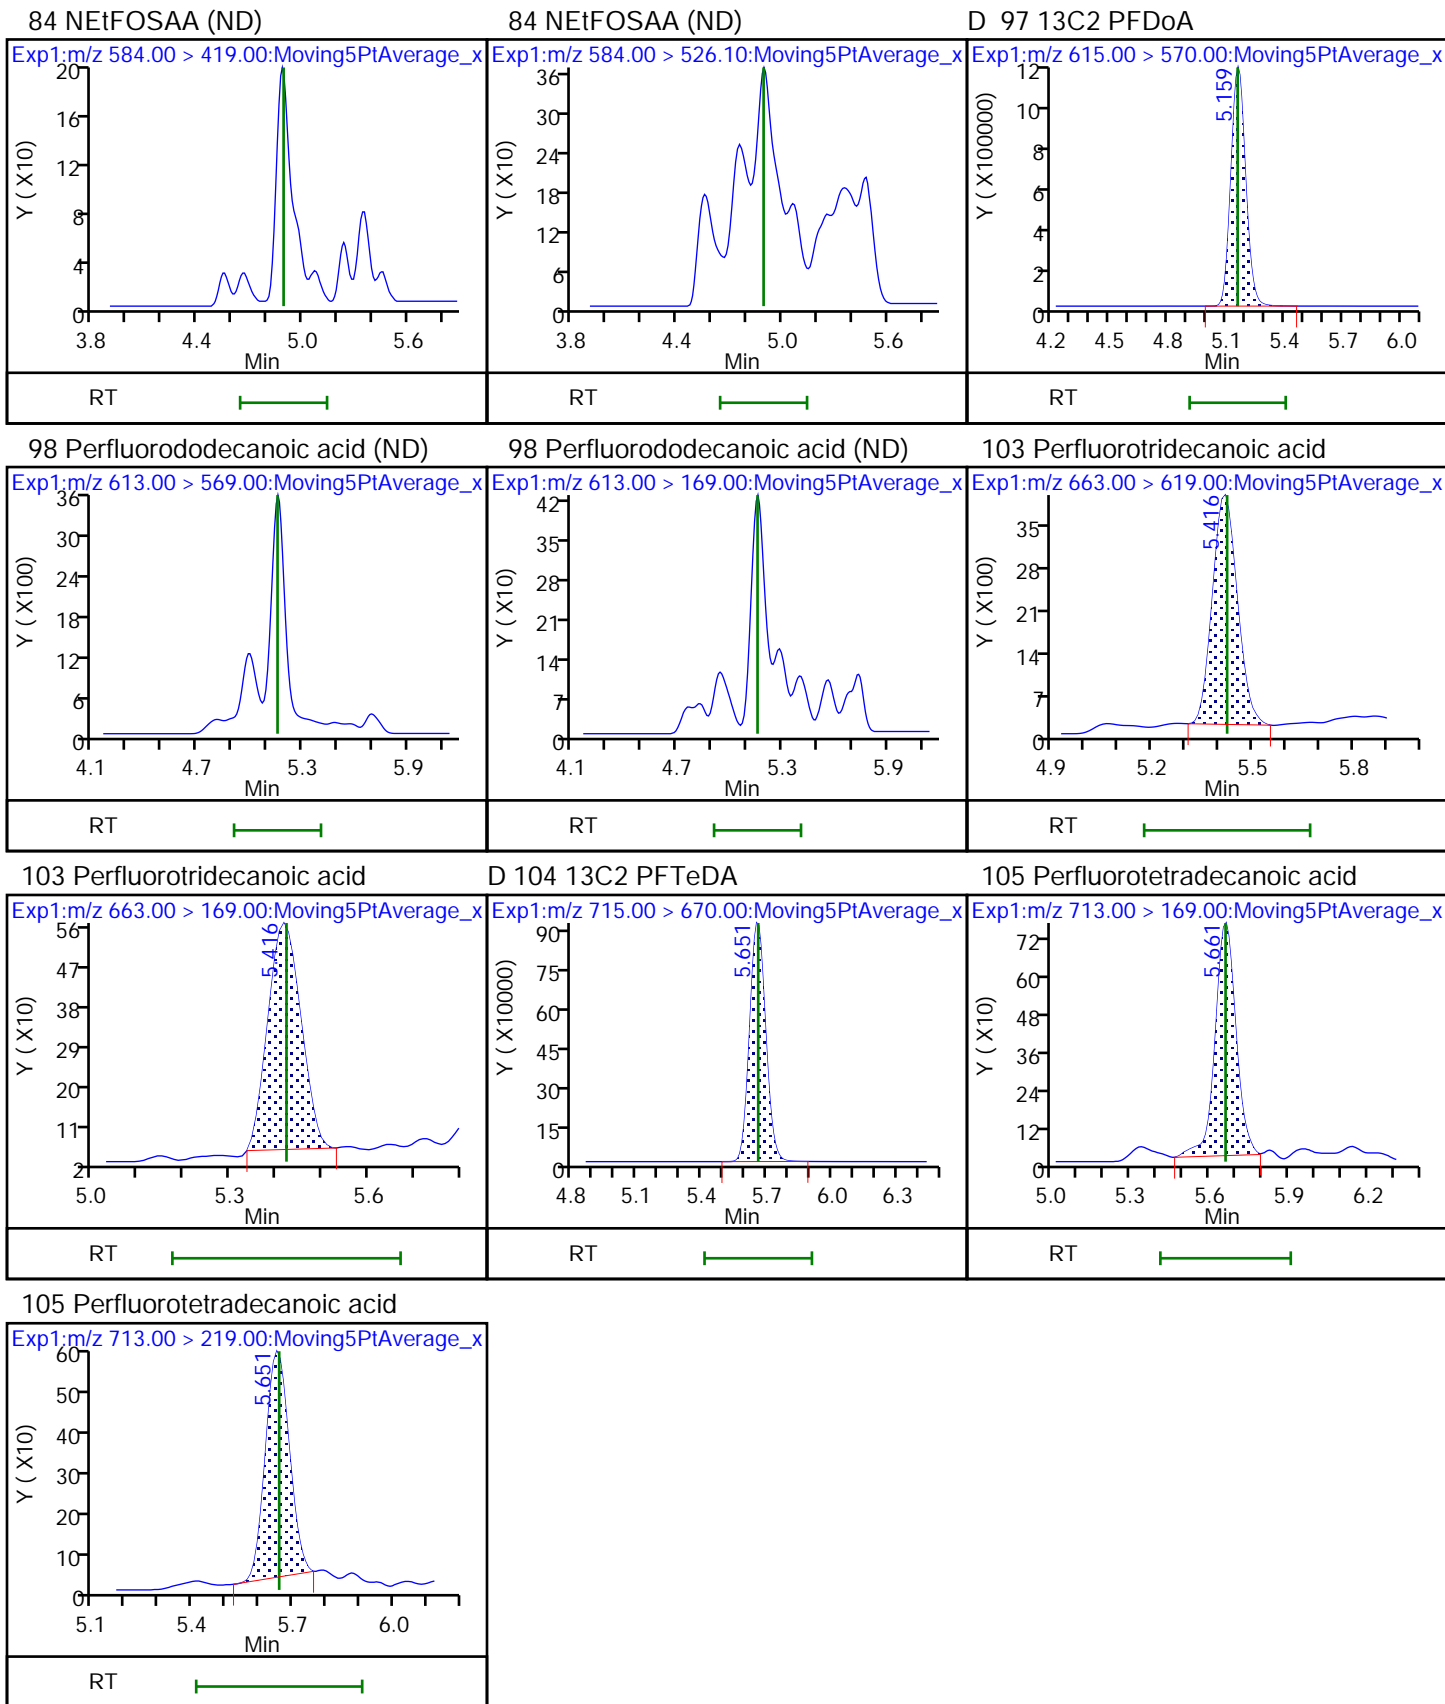 84 NEtFOSAA (ND)
Exp1:m/z 584.00 > 419.00:Moving5PtAverage_x
Y ( X10)
20
16
12
8
4
0
3.8 4.4 5.0 5.6
Min
RT
84 NEtFOSAA (ND)
Exp1:m/z 584.00 > 526.10:Moving5PtAverage_x
Y ( X10)
36
30
24
18
12
6
0
3.8 4.4 5.0 5.6
Min
RT
D 97 13C2 PFDoA
Exp1:m/z 615.00 > 570.00:Moving5PtAverage_x
Y ( X100000)
12
10
8
6
4
2
0
5.159
4.2 4.5 4.8 5.1 5.4 5.7 6.0
Min
RT
98 Perfluorododecanoic acid (ND)
Exp1:m/z 613.00 > 569.00:Moving5PtAverage_x
Y ( X100)
36
30
24
18
12
6
0
4.1 4.7 5.3 5.9
Min
RT
98 Perfluorododecanoic acid (ND)
Exp1:m/z 613.00 > 169.00:Moving5PtAverage_x
Y ( X10)
42
35
28
21
14
7
0
4.1 4.7 5.3 5.9
Min
RT
103 Perfluorotridecanoic acid
Exp1:m/z 663.00 > 619.00:Moving5PtAverage_x
Y ( X100)
35
28
21
14
7
0
5.416
4.9 5.2 5.5 5.8
Min
RT
103 Perfluorotridecanoic acid
Exp1:m/z 663.00 > 169.00:Moving5PtAverage_x
Y ( X10)
56
47
38
29
20
11
2
5.416
5.0 5.3 5.6
Min
RT
D 104 13C2 PFTeDA
Exp1:m/z 715.00 > 670.00:Moving5PtAverage_x
Y ( X10000)
90
75
60
45
30
15
0
5.651
4.8 5.1 5.4 5.7 6.0 6.3
Min
RT
105 Perfluorotetradecanoic acid
Exp1:m/z 713.00 > 169.00:Moving5PtAverage_x
Y ( X10)
72
60
48
36
24
12
0
5.661
5.0 5.3 5.6 5.9 6.2
Min
RT
105 Perfluorotetradecanoic acid
Exp1:m/z 713.00 > 219.00:Moving5PtAverage_x
Y ( X10)
60
50
40
30
20
10
0
5.651
5.1 5.4 5.7 6.0
Min
RT